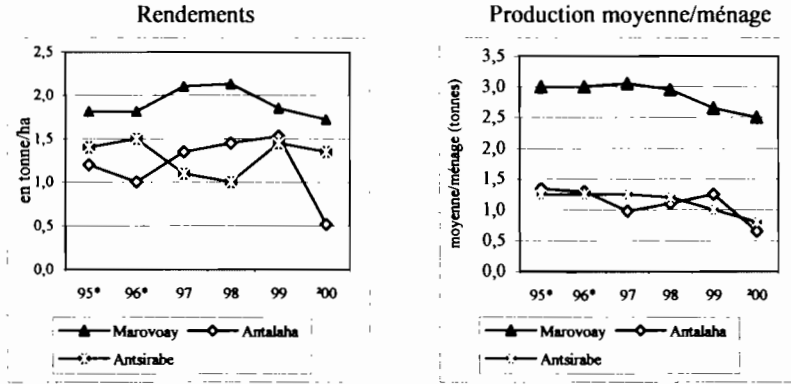 Rendements
en tonne/ha
2,5
2,0
1,5
1,0
0,5
0,0
95* 96* 97 98 99 '00
Marovoay Antalaha
Antsirabe
Production moyenne/ménage
moyenne/ménage (tonnes)
3,5
3,0
2,5
2,0
1,5
1,0
0,5
0,0
95* 96* 97 98 99 '00
Marovoay Antalaha
Antsirabe